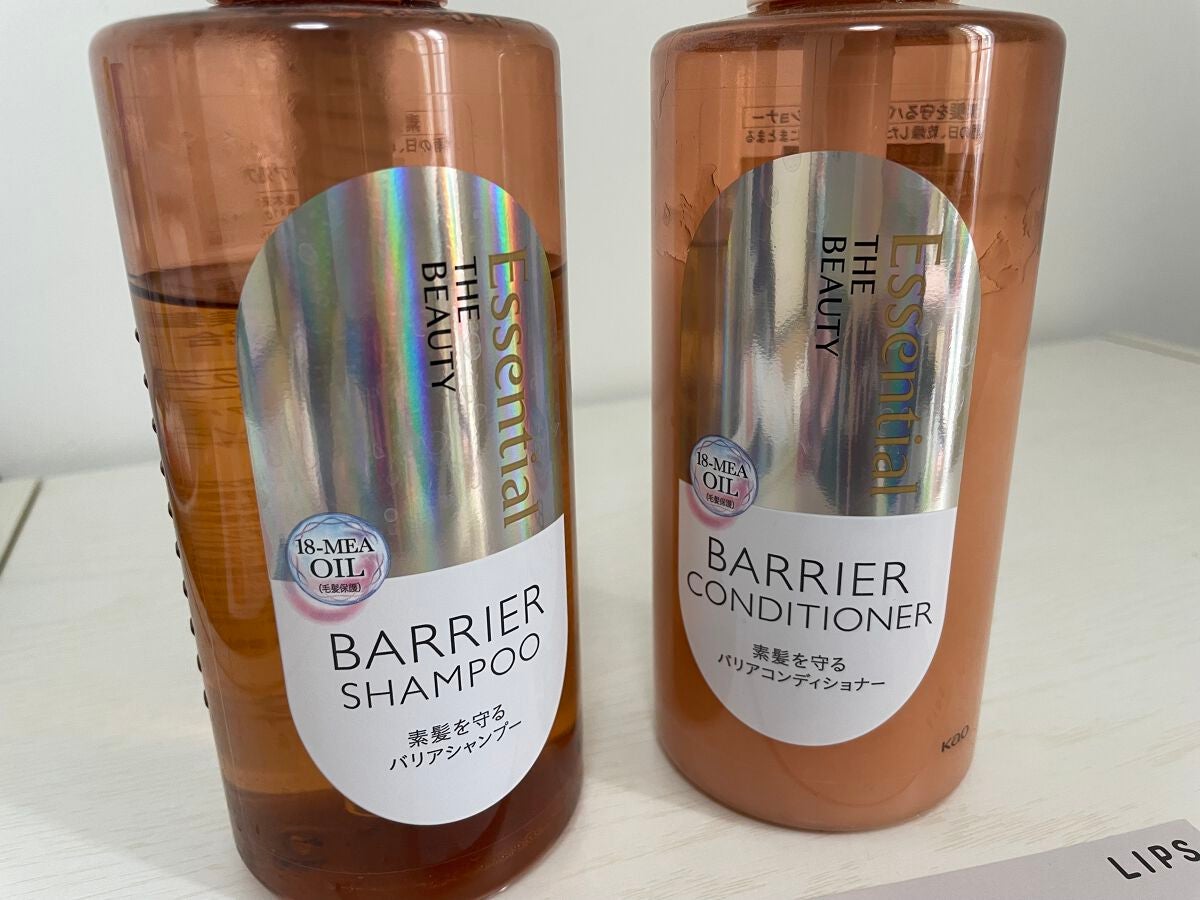 Essential
THE
BEAUTY
18-MEA
OIL
(毛髪保護)
BARRIER
SHAMPOO
素髪を守る
バリアシャンプー
Essential
THE
BEAUTY
18-MEA
OIL
(毛髪保護)
BARRIER
CONDITIONER
素髪を守る
バリアコンディショナー
Kao
LIPS